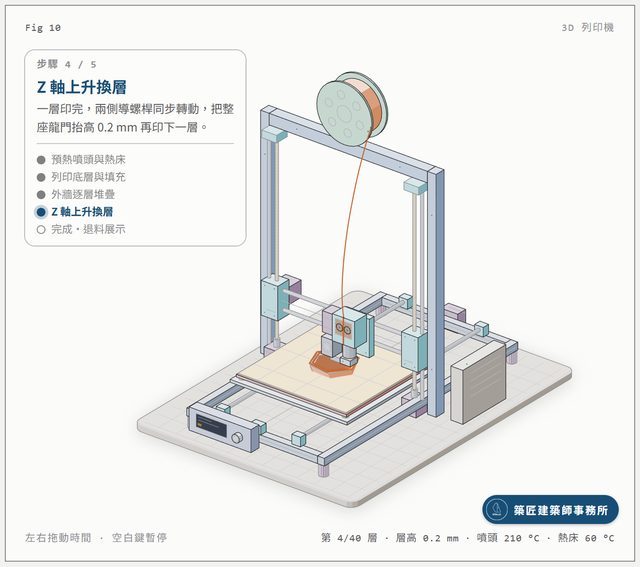 Fig 10
3D 列印機
步驟 4 / 5
Z 軸上升換層
一層印完，兩側導螺桿同步轉動，把整
座龍門抬高 0.2 mm 再印下一層。
預熱噴頭與熱床
列印底層與填充
外牆逐層堆疊
Z 軸上升換層
完成・退料展示
築匠建築師事務所
左右拖動時間 · 空白鍵暫停
第 4/40 層 · 層高 0.2 mm · 噴頭 210 °C · 熱床 60 °C